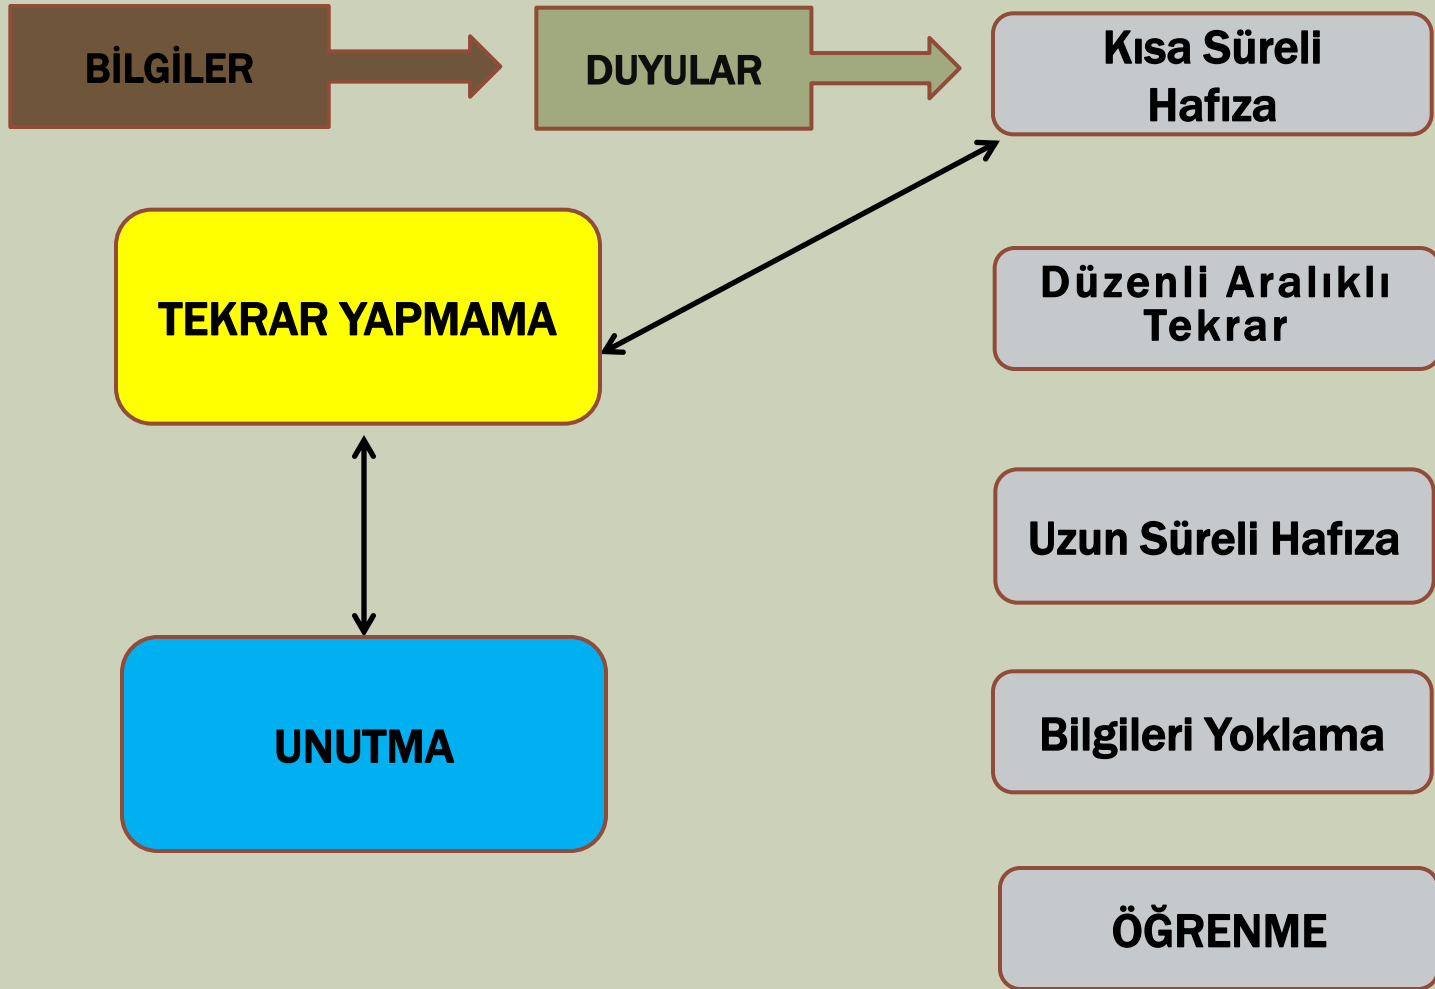 BİLGİLER
DUYULAR
Kısa Süreli
Hafıza
TEKRAR YAPMAMA
Düzenli Aralıklı
Tekrar
Uzun Süreli Hafıza
UNUTMA
Bilgileri Yoklama
ÖĞRENME